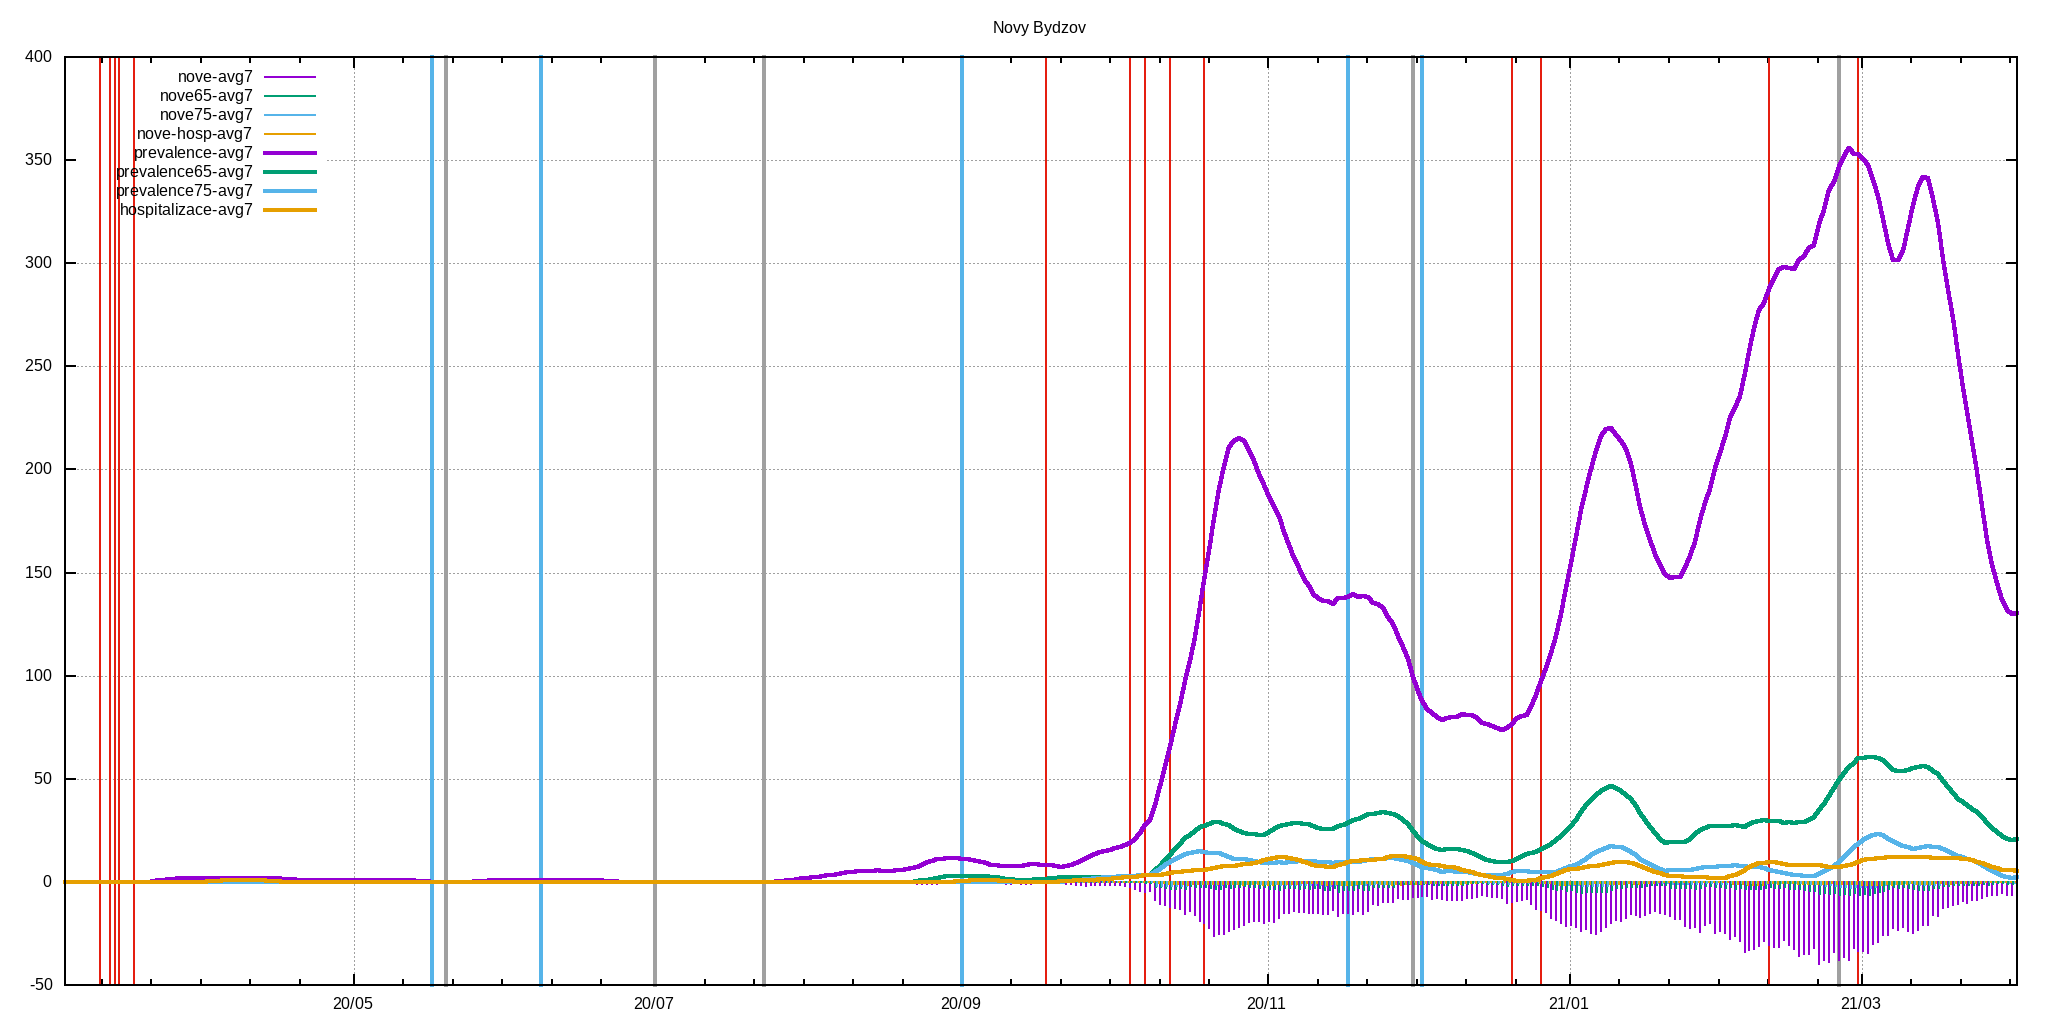 Novy Bydzov
400
350
300
250
200
150
100
50
0
-50
nove-avg7
nove65-avg7
nove75-avg7
nove-hosp-avg7
prevalence-avg7
prevalence65-avg7
prevalence75-avg7
hospitalizace-avg7
20/05 20/07 20/09 20/11 21/01 21/03